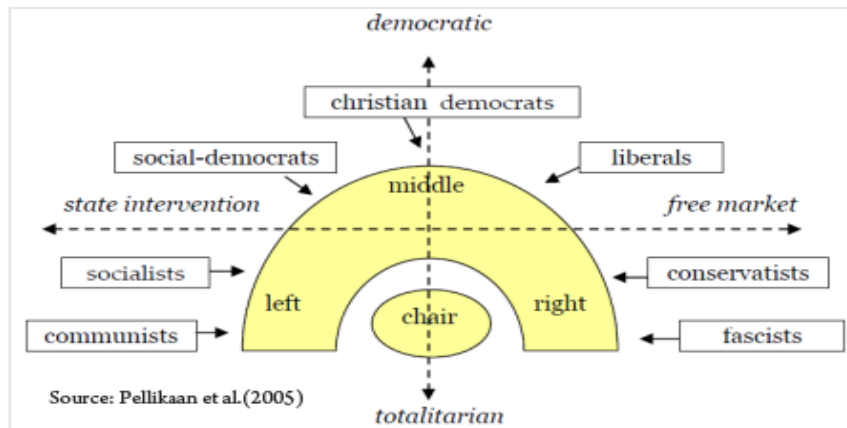 democratic
christian democrats
social-democrats
liberals
middle
state intervention
free market
socialists
conservatists
left
right
chair
communists
fascists
Source: Pellikaan et al.(2005)
totalitarian